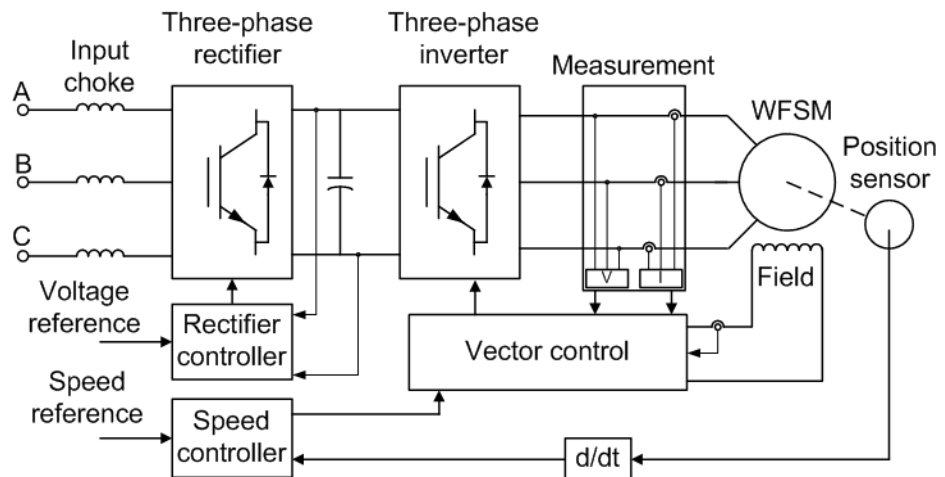 Three-phase
rectifier
Three-phase
inverter
Input
choke
Measurement
WFSM
Position
sensor
A
B
C
V
I
Field
Voltage
reference
Rectifier
controller
Vector control
Speed
reference
Speed
controller
d/dt